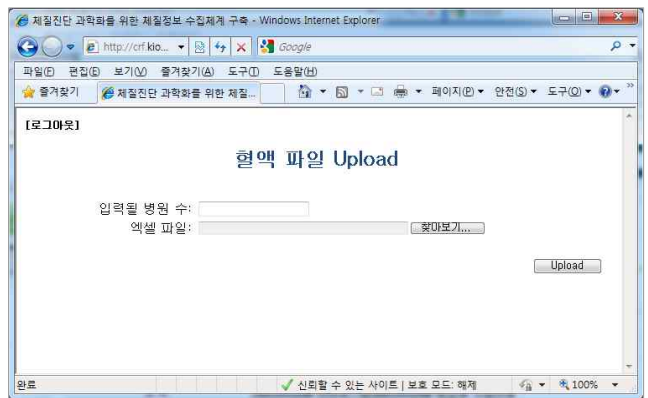 체질진단 과학화를 위한 체질정보 수집체계 구축 - Windows Internet Explorer
http://crf.kio...
Google
파일(F) 편집(E) 보기(V) 즐겨찾기(A) 도구(T) 도움말(H)
즐겨찾기 체질진단 과학화를 위한 체질... 페이지(P) 안전(S) 도구(O)
[로그아웃]
혈액 파일 Upload
입력될 병원 수:
엑셀 파일: 찾아보기...
Upload
완료 신뢰할 수 있는 사이트 | 보호 모드: 해제 100%